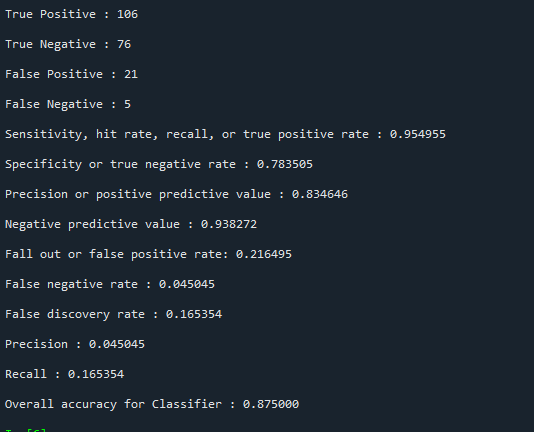 True Positive : 106
True Negative : 76
False Positive : 21
False Negative : 5
Sensitivity, hit rate, recall, or true positive rate : 0.954955
Specificity or true negative rate : 0.783505
Precision or positive predictive value : 0.834646
Negative predictive value : 0.938272
Fall out or false positive rate: 0.216495
False negative rate : 0.045045
False discovery rate : 0.165354
Precision : 0.045045
Recall : 0.165354
Overall accuracy for Classifier : 0.875000